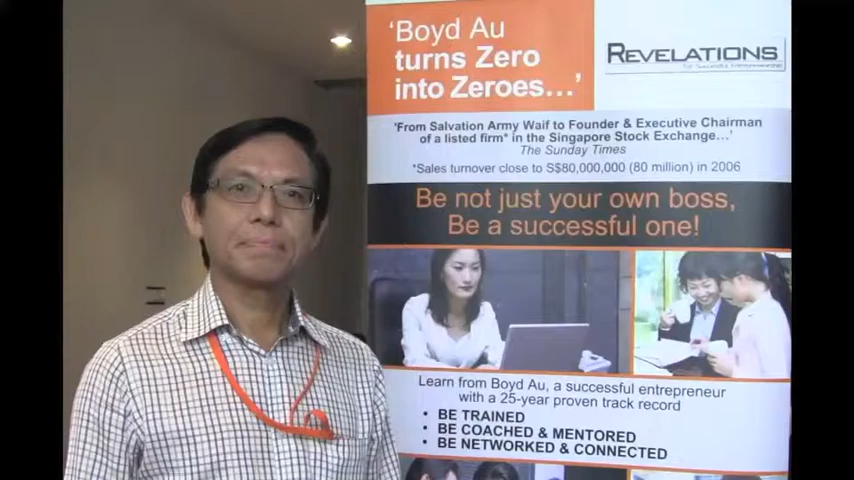 'Boyd Au
turns Zero
into Zeroes...'
REVELATIONS
'From Salvation Army Waif to Founder & Executive Chairman
of a listed firm* in the Singapore Stock Exchange...'
The Sunday Times
*Sales turnover close to S$80,000,000 (80 million) in 2006
Be not just your own boss,
Be a successful one!
Learn from Boyd Au, a successful entrepreneur
with a 25-year proven track record
• BE TRAINED
• BE COACHED & MENTORED
• BE NETWORKED & CONNECTED